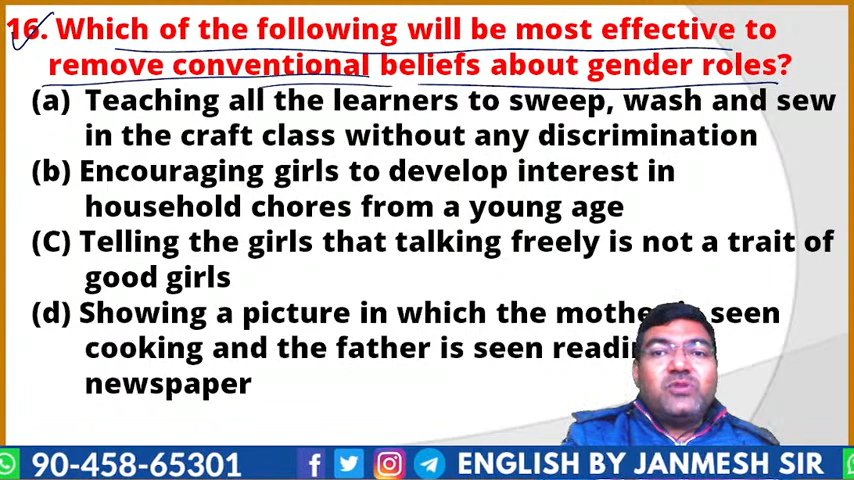 16. Which of the following will be most effective to
remove conventional beliefs about gender roles?
(a) Teaching all the learners to sweep, wash and sew
in the craft class without any discrimination
(b) Encouraging girls to develop interest in
household chores from a young age
(C) Telling the girls that talking freely is not a trait of
good girls
(d) Showing a picture in which the mother seen
cooking and the father is seen
newspaper
90-458-65301 ENGLISH BY JANMESH SIR